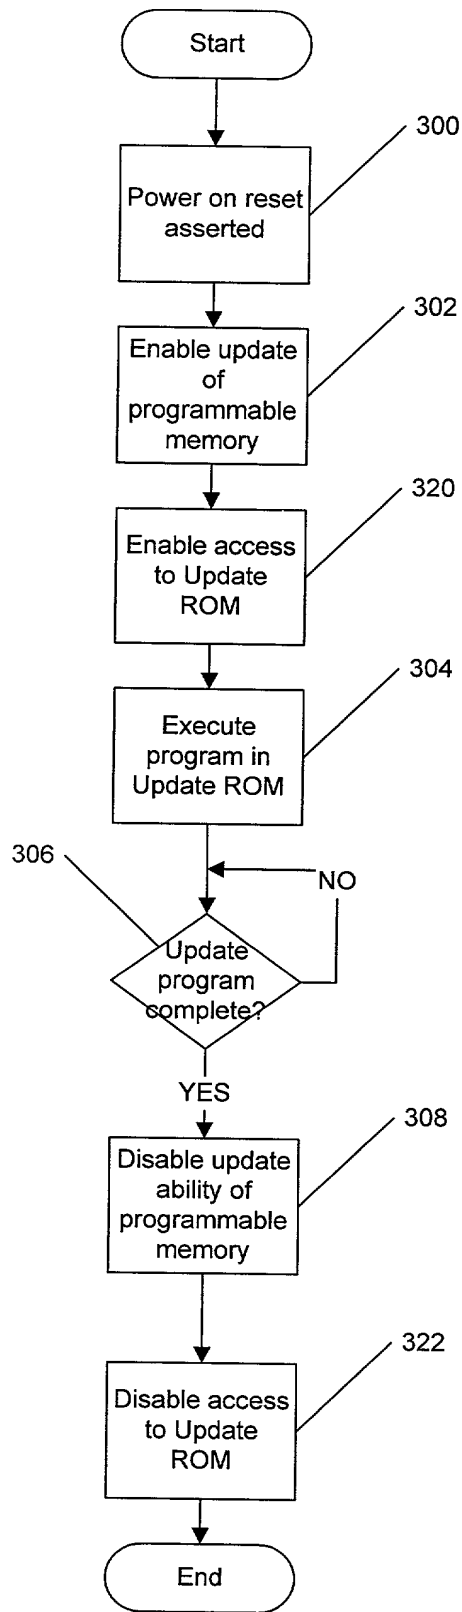 Start
300
Power on reset
asserted
302
Enable update
of
programmable
memory
320
Enable access
to Update
ROM
304
Execute
program in
Update ROM
306
NO
Update
program
complete?
YES
308
Disable update
ability of
programmable
memory
322
Disable access
to Update
ROM
End